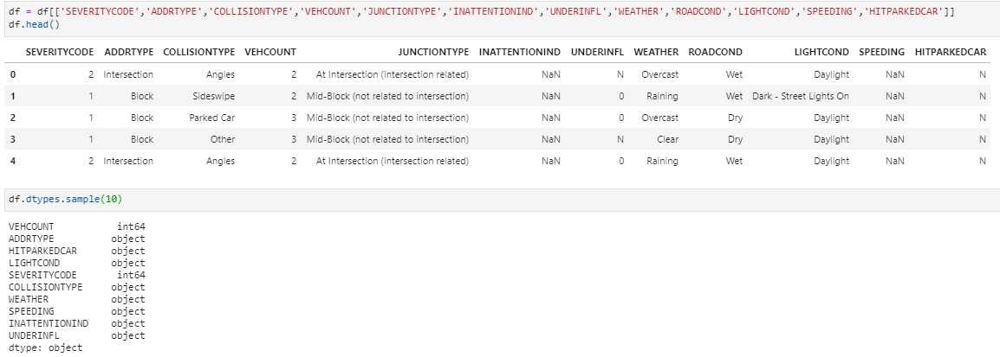 df = df[['SEVERITYCODE','ADDRTYPE','COLLISIONTYPE','VEHCOUNT','JUNCTIONTYPE','INATTENTIONIND','UNDERINFL','WEATHER','ROADCOND','LIGHTCOND','SPEEDING','HITPARKEDCAR']]
df.head()
SEVERITYCODE ADDRTYPE COLLISIONTYPE VEHCOUNT JUNCTIONTYPE INATTENTIONIND UNDERINFL WEATHER ROADCOND LIGHTCOND SPEEDING HITPARKEDCAR
0 2 Intersection Angles 2 At Intersection (intersection related) NaN N Overcast Wet Daylight NaN N
1 1 Block Sideswipe 2 Mid-Block (not related to intersection) NaN 0 Raining Wet Dark - Street Lights On NaN N
2 1 Block Parked Car 3 Mid-Block (not related to intersection) NaN 0 Overcast Dry Daylight NaN N
3 1 Block Other 3 Mid-Block (not related to intersection) NaN N Clear Dry Daylight NaN N
4 2 Intersection Angles 2 At Intersection (intersection related) NaN 0 Raining Wet Daylight NaN N
df.dtypes.sample(10)
VEHCOUNT int64
ADDRTYPE object
HITPARKEDCAR object
LIGHTCOND object
SEVERITYCODE int64
COLLISIONTYPE object
WEATHER object
SPEEDING object
INATTENTIONIND object
UNDERINFL object
dtype: object